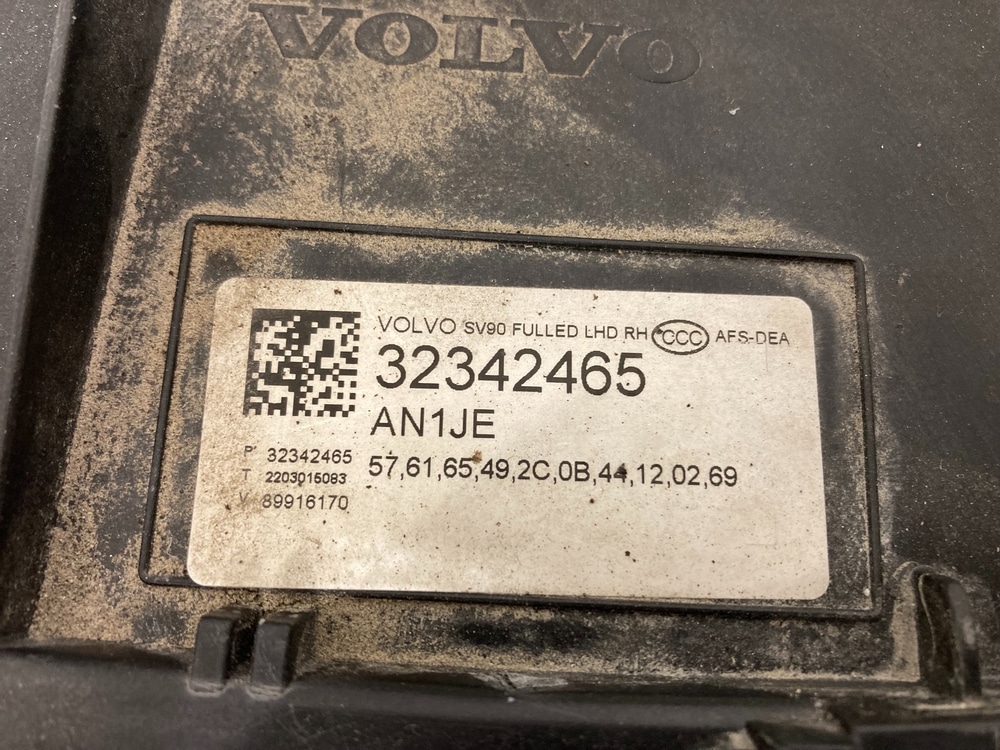 VOLVO
VOLVO SV90 FULLED LHD RH CCC AFS-DEA
32342465
AN1JE
P 32342465
57,61,65,49,2C,0B,44,12,02,69
T 2203015083
V 89916170